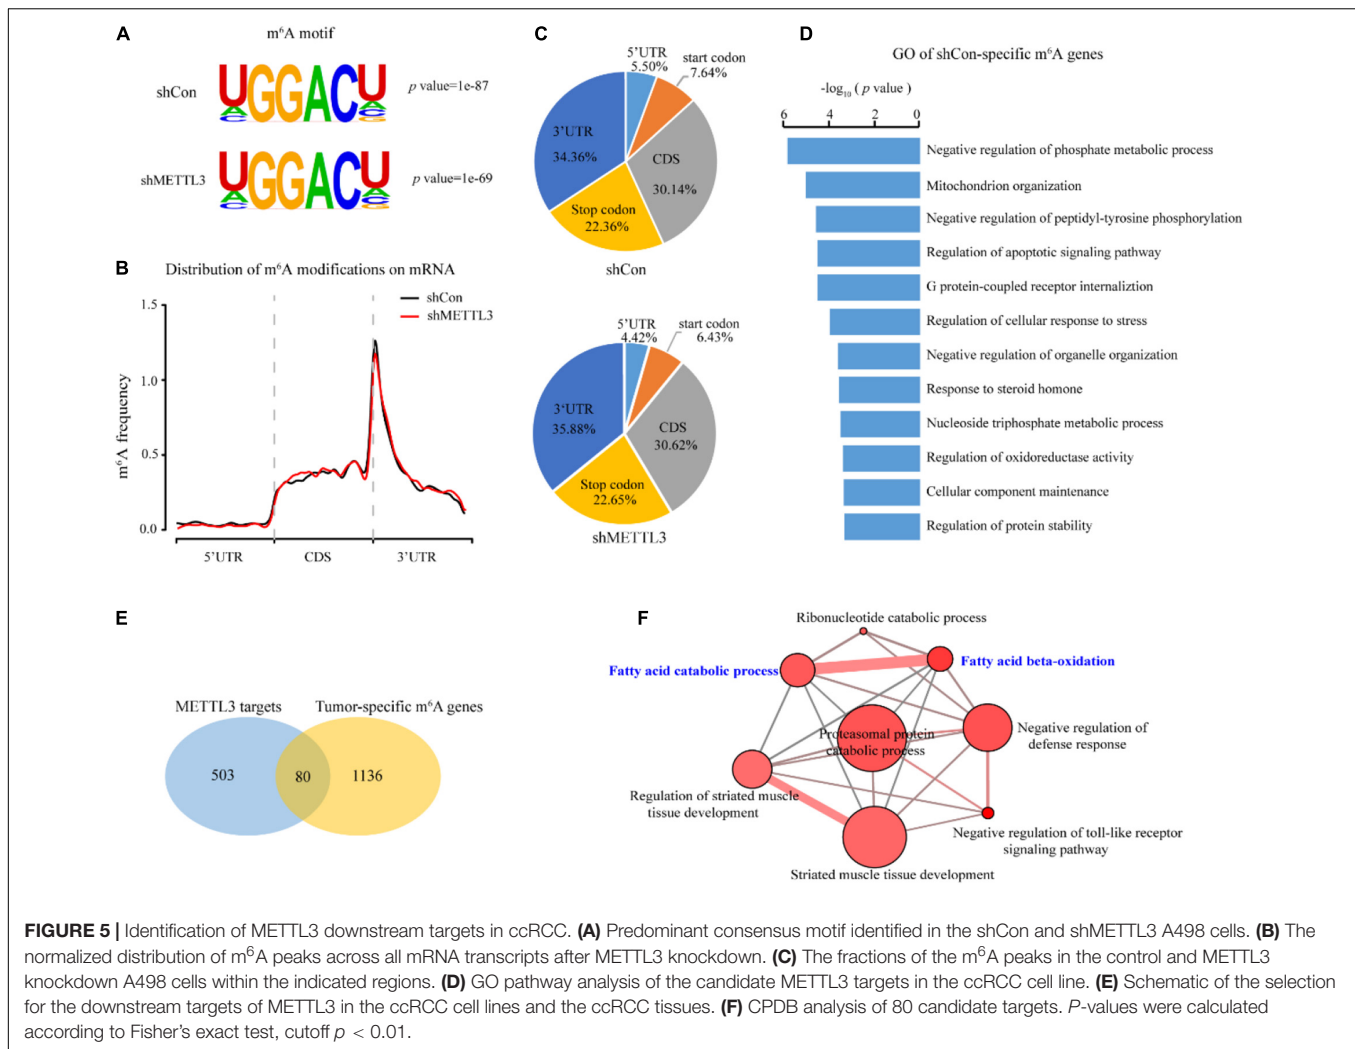 A
m⁶A motif
shCon
UGGACU
A A
C C
G
p value=1e-87
shMETTL3
UGGACU
A A
C C
G
p value=1e-69
B
Distribution of m⁶A modifications on mRNA
m⁶A frequency
1.5
1.0
0.5
0.0
shCon
shMETTL3
5’UTR CDS 3’UTR
C
5’UTR
5.50%
start codon
7.64%
3’UTR
34.36%
CDS
30.14%
Stop codon
22.36%
shCon
5’UTR
4.42%
start codon
6.43%
3‘UTR
35.88%
CDS
30.62%
Stop codon
22.65%
shMETTL3
D
GO of shCon-specific m⁶A genes
-log₁₀ ( p value )
6 4 2 0
Negative regulation of phosphate metabolic process
Mitochondrion organization
Negative regulation of peptidyl-tyrosine phosphorylation
Regulation of apoptotic signaling pathway
G protein-coupled receptor internaliztion
Regulation of cellular response to stress
Negative regulation of organelle organization
Response to steroid homone
Nucleoside triphosphate metabolic process
Regulation of oxidoreductase activity
Cellular component maintenance
Regulation of protein stability
E
METTL3 targets
Tumor-specific m⁶A genes
503 80 1136
F
Ribonucleotide catabolic process
Fatty acid catabolic process
Fatty acid beta-oxidation
Proteasomal protein
catabolic process
Negative regulation of
defense response
Regulation of striated muscle
tissue development
Negative regulation of toll-like receptor
signaling pathway
Striated muscle tissue development
FIGURE 5 | Identification of METTL3 downstream targets in ccRCC. (A) Predominant consensus motif identified in the shCon and shMETTL3 A498 cells. (B) The
normalized distribution of m⁶A peaks across all mRNA transcripts after METTL3 knockdown. (C) The fractions of the m⁶A peaks in the control and METTL3
knockdown A498 cells within the indicated regions. (D) GO pathway analysis of the candidate METTL3 targets in the ccRCC cell line. (E) Schematic of the selection
for the downstream targets of METTL3 in the ccRCC cell lines and the ccRCC tissues. (F) CPDB analysis of 80 candidate targets. P-values were calculated
according to Fisher’s exact test, cutoff p < 0.01.